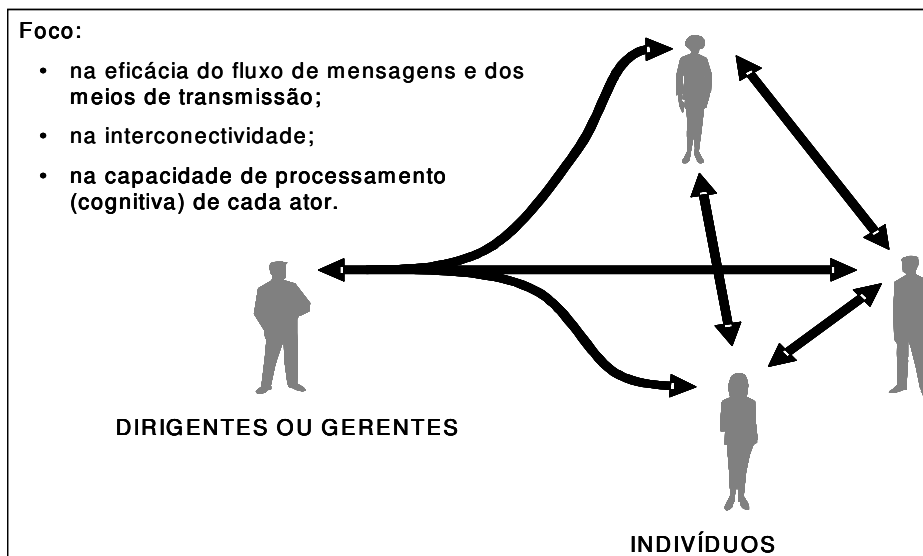 Foco:
• na eficácia do fluxo de mensagens e dos
meios de transmissão;
• na interconectividade;
• na capacidade de processamento
(cognitiva) de cada ator.
DIRIGENTES OU GERENTES
INDIVÍDUOS